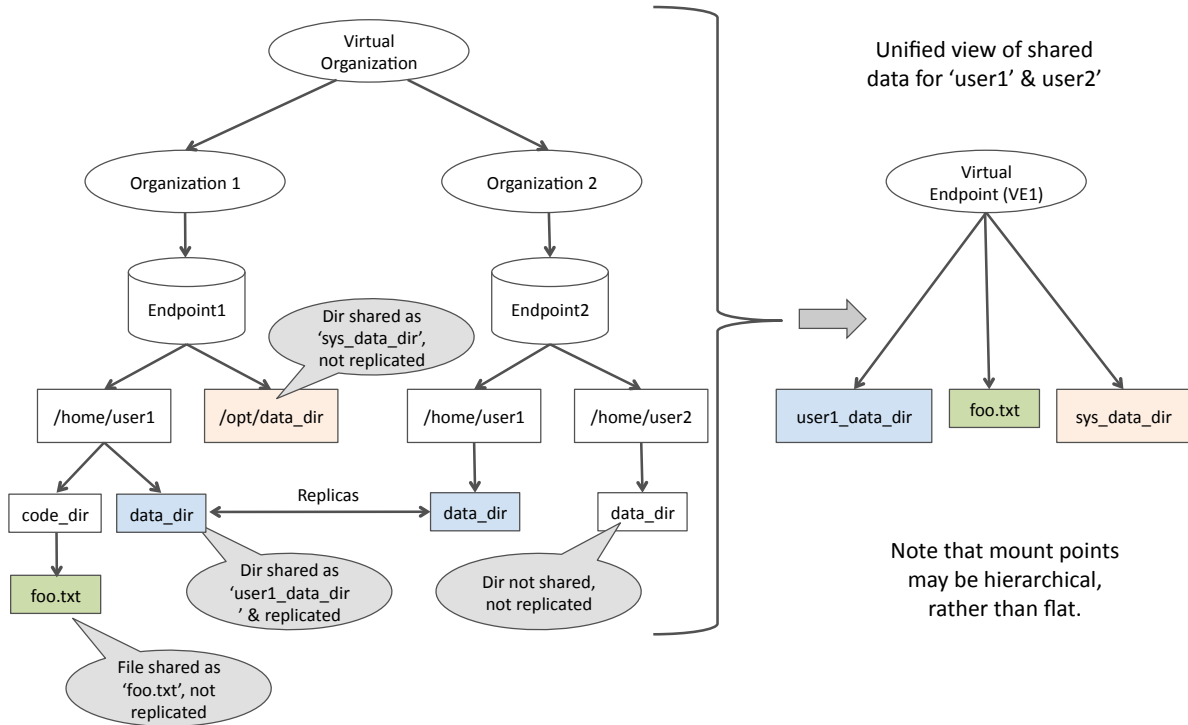 Virtual
Organization
Unified view of shared
data for ‘user1’ & user2’
Organization 1
Organization 2
Virtual
Endpoint (VE1)
Endpoint1
Endpoint2
Dir shared as
‘sys_data_dir’,
not replicated
/home/user1
/opt/data_dir
/home/user1
/home/user2
user1_data_dir
foo.txt
sys_data_dir
Replicas
code_dir
data_dir
data_dir
data_dir
Dir shared as
‘user1_data_dir
’ & replicated
Dir not shared,
not replicated
Note that mount points
may be hierarchical,
rather than flat.
foo.txt
File shared as
‘foo.txt’, not
replicated